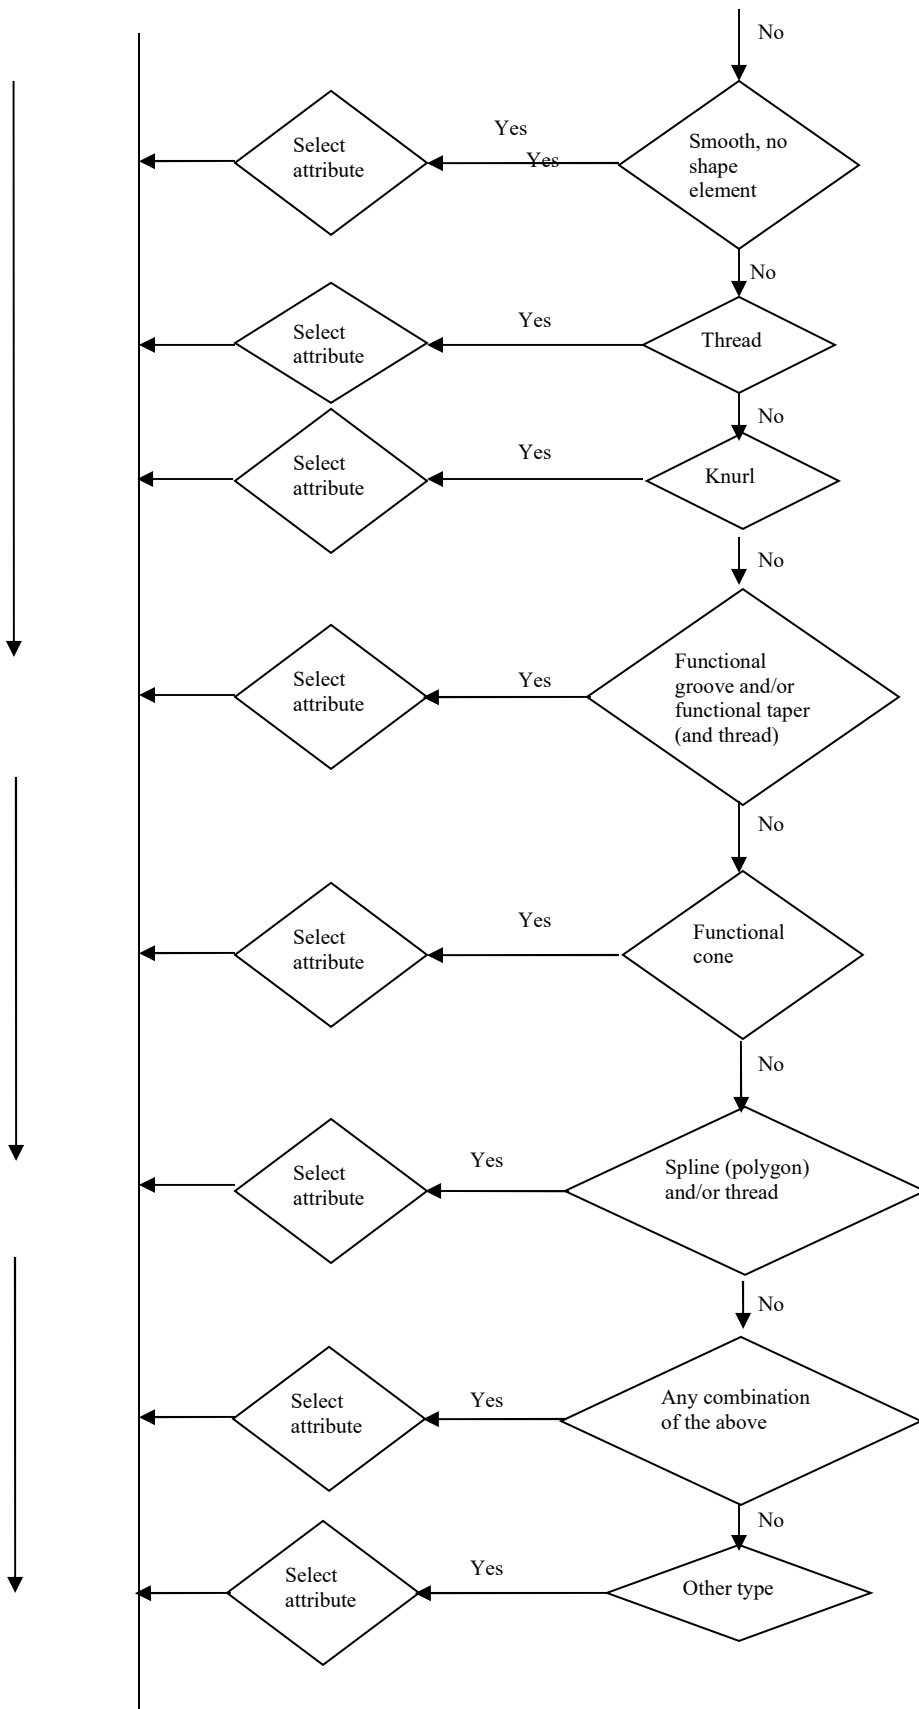 No
Yes
Yes
Select
attribute
Smooth, no
shape
element
No
Yes
Select
attribute
Thread
No
Yes
Select
attribute
Knurl
No
Yes
Select
attribute
Functional
groove and/or
functional taper
(and thread)
No
Yes
Select
attribute
Functional
cone
No
Yes
Select
attribute
Spline (polygon)
and/or thread
No
Yes
Select
attribute
Any combination
of the above
No
Yes
Select
attribute
Other type